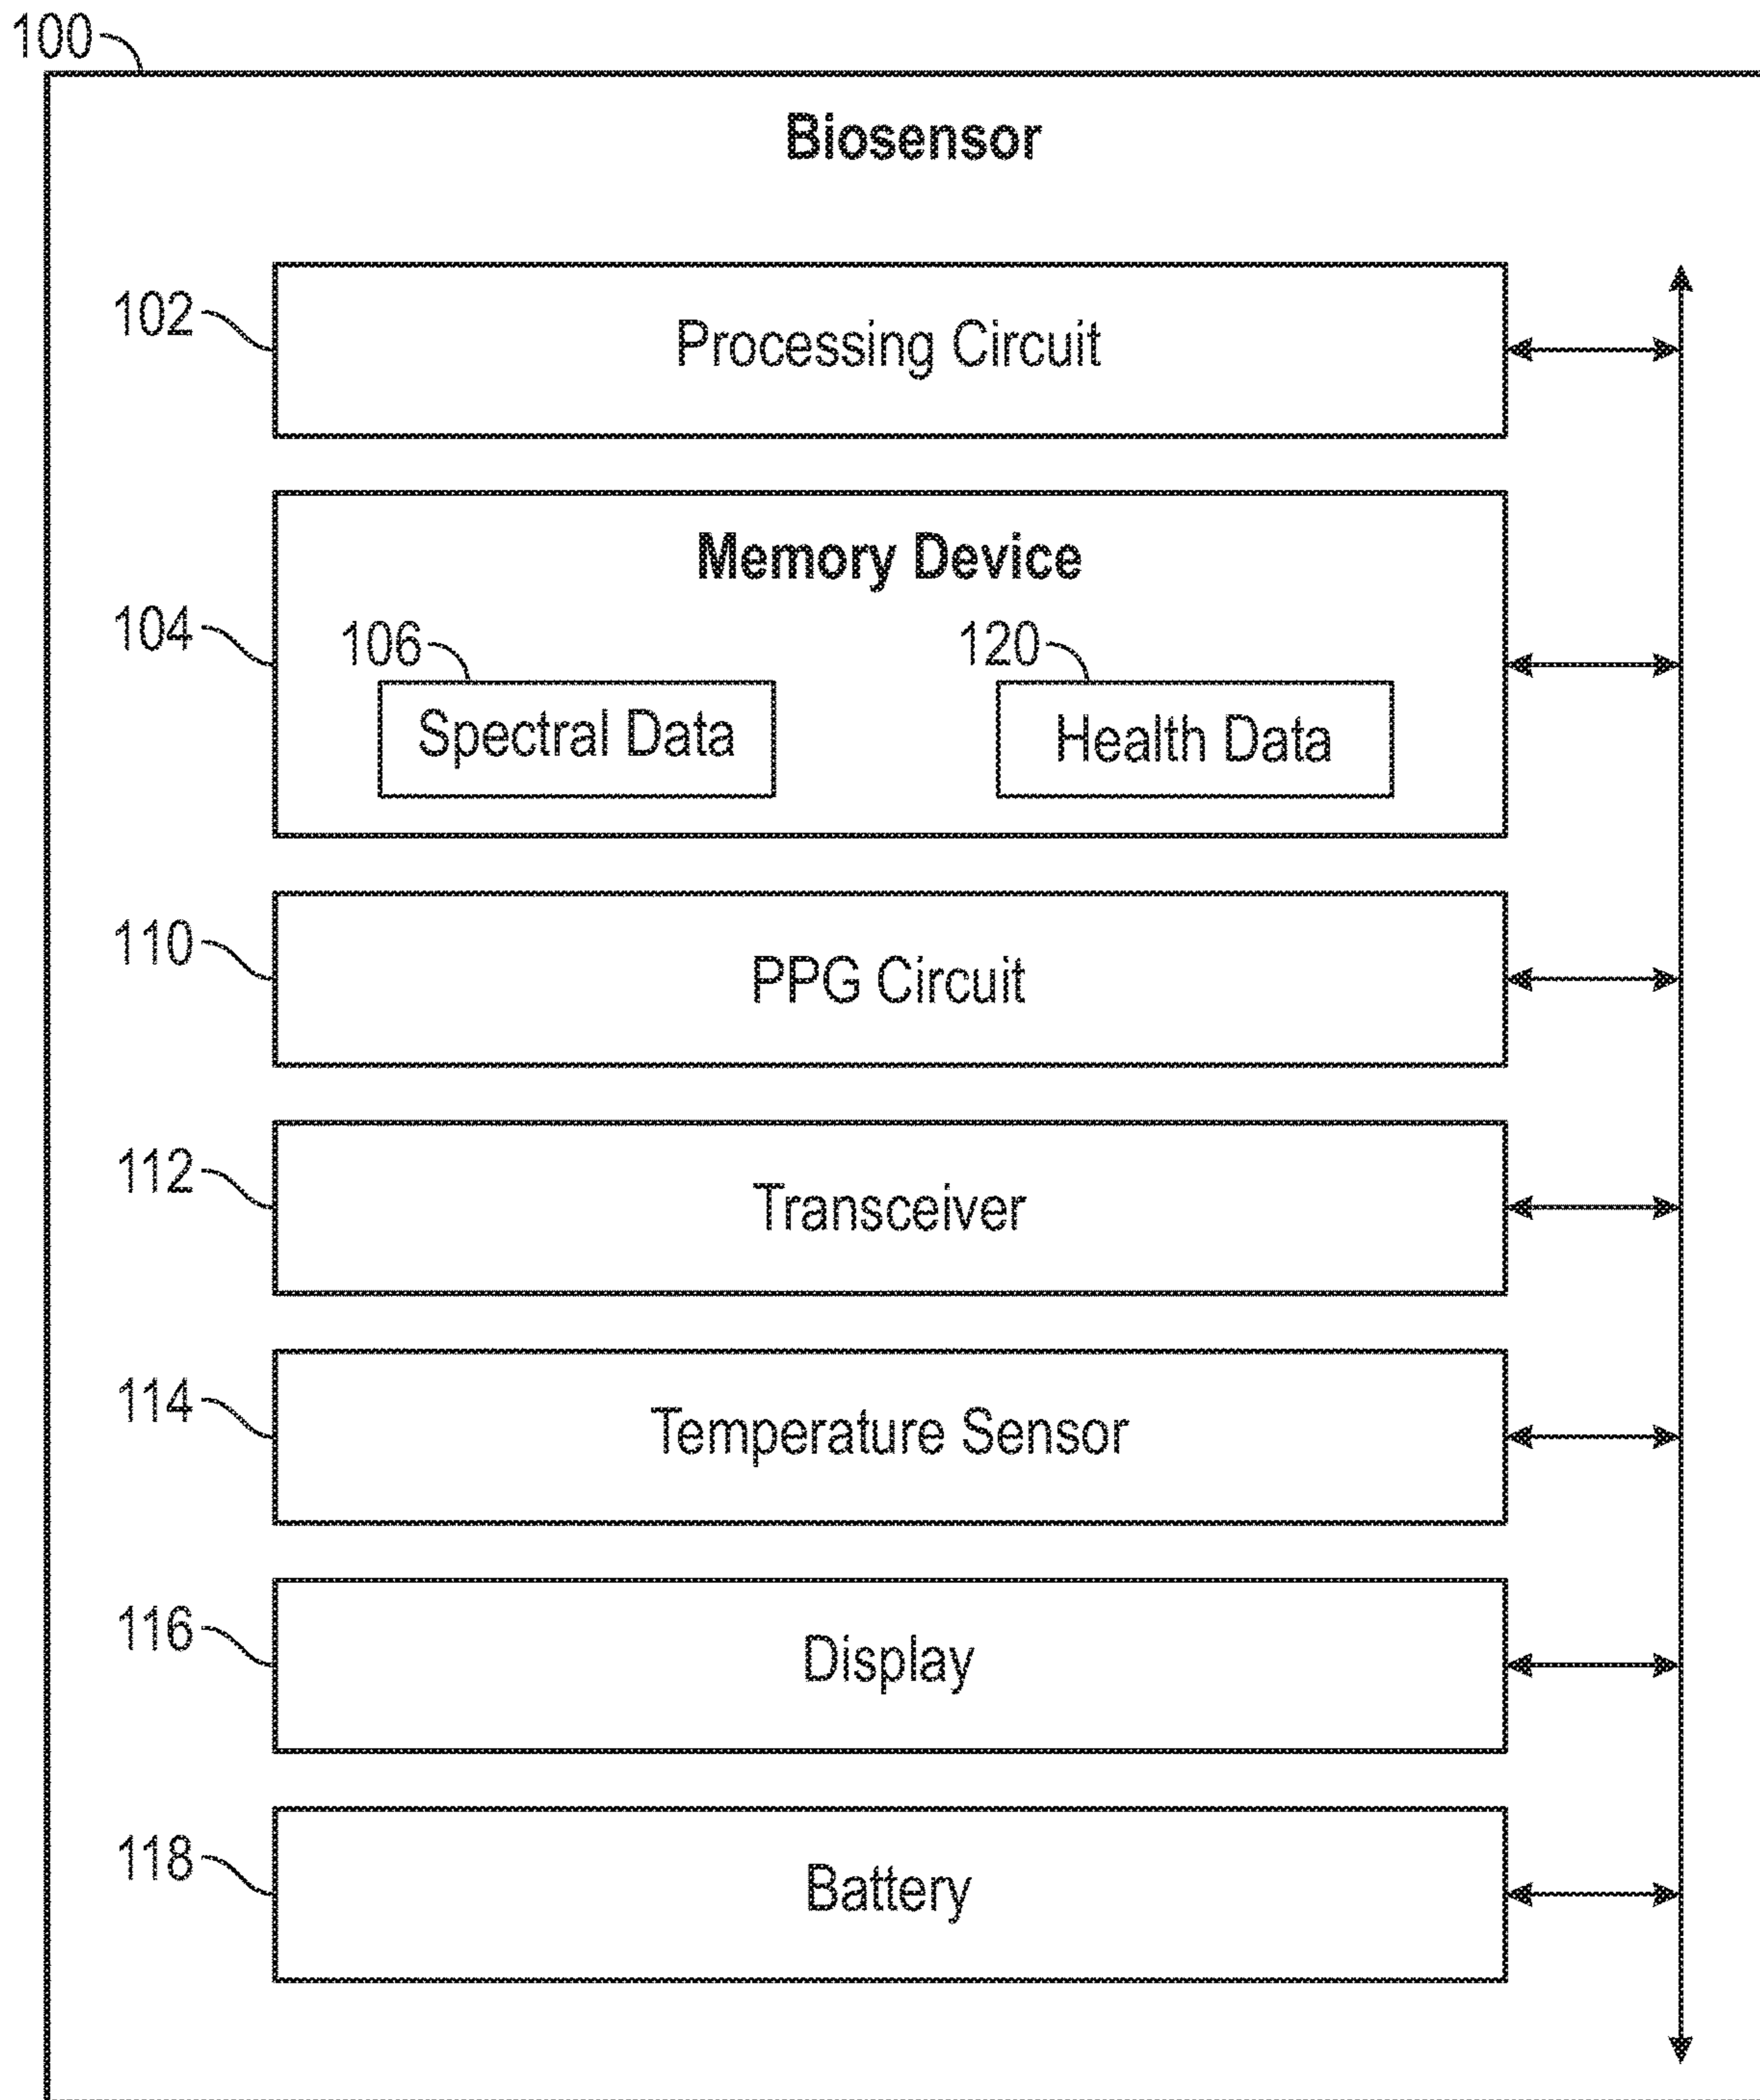 100
Biosensor
102
Processing Circuit
Memory Device
104
106
120
Spectral Data
Health Data
110
PPG Circuit
112
Transceiver
114
Temperature Sensor
116
Display
118
Battery